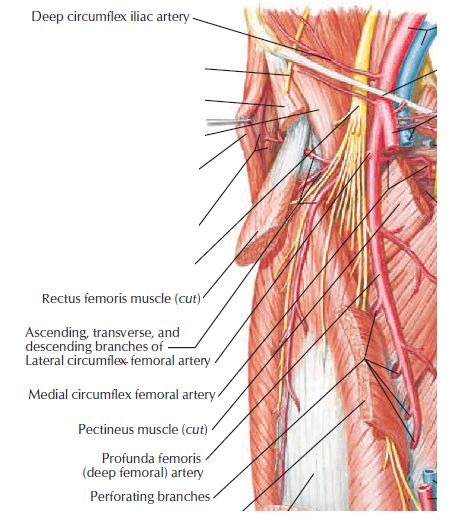 Deep circumflex iliac artery
Rectus femoris muscle (cut)
Ascending, transverse, and
descending branches of
Lateral circumflex femoral artery
Medial circumflex femoral artery
Pectineus muscle (cut)
Profunda femoris
(deep femoral) artery
Perforating branches